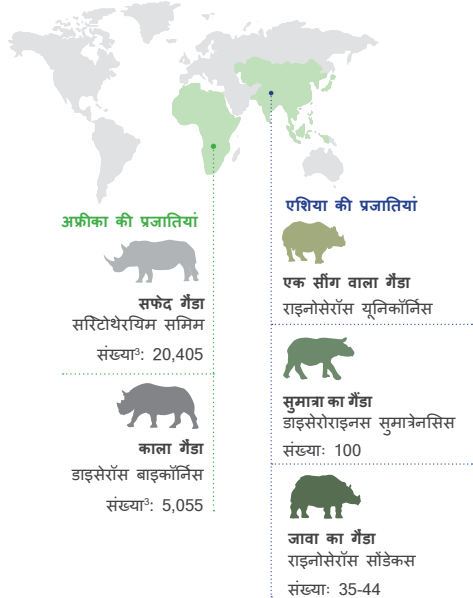 अफ्रीका की प्रजातियां
सफेद गैंडा
सरिटोथेरयिम समिम
संख्या³: 20,405
काला गैंडा
डाइसेरॉस बाइकॉर्निस
संख्या³: 5,055
एशिया की प्रजातियां
एक सींग वाला गैंडा
राइनोसेरॉस यूनिकॉर्निस
सुमात्रा का गैंडा
डाइसेरोराइनस सुमात्रेनसिस
संख्याः 100
जावा का गैंडा
राइनोसेरॉस सोंडेकस
संख्याः 35-44